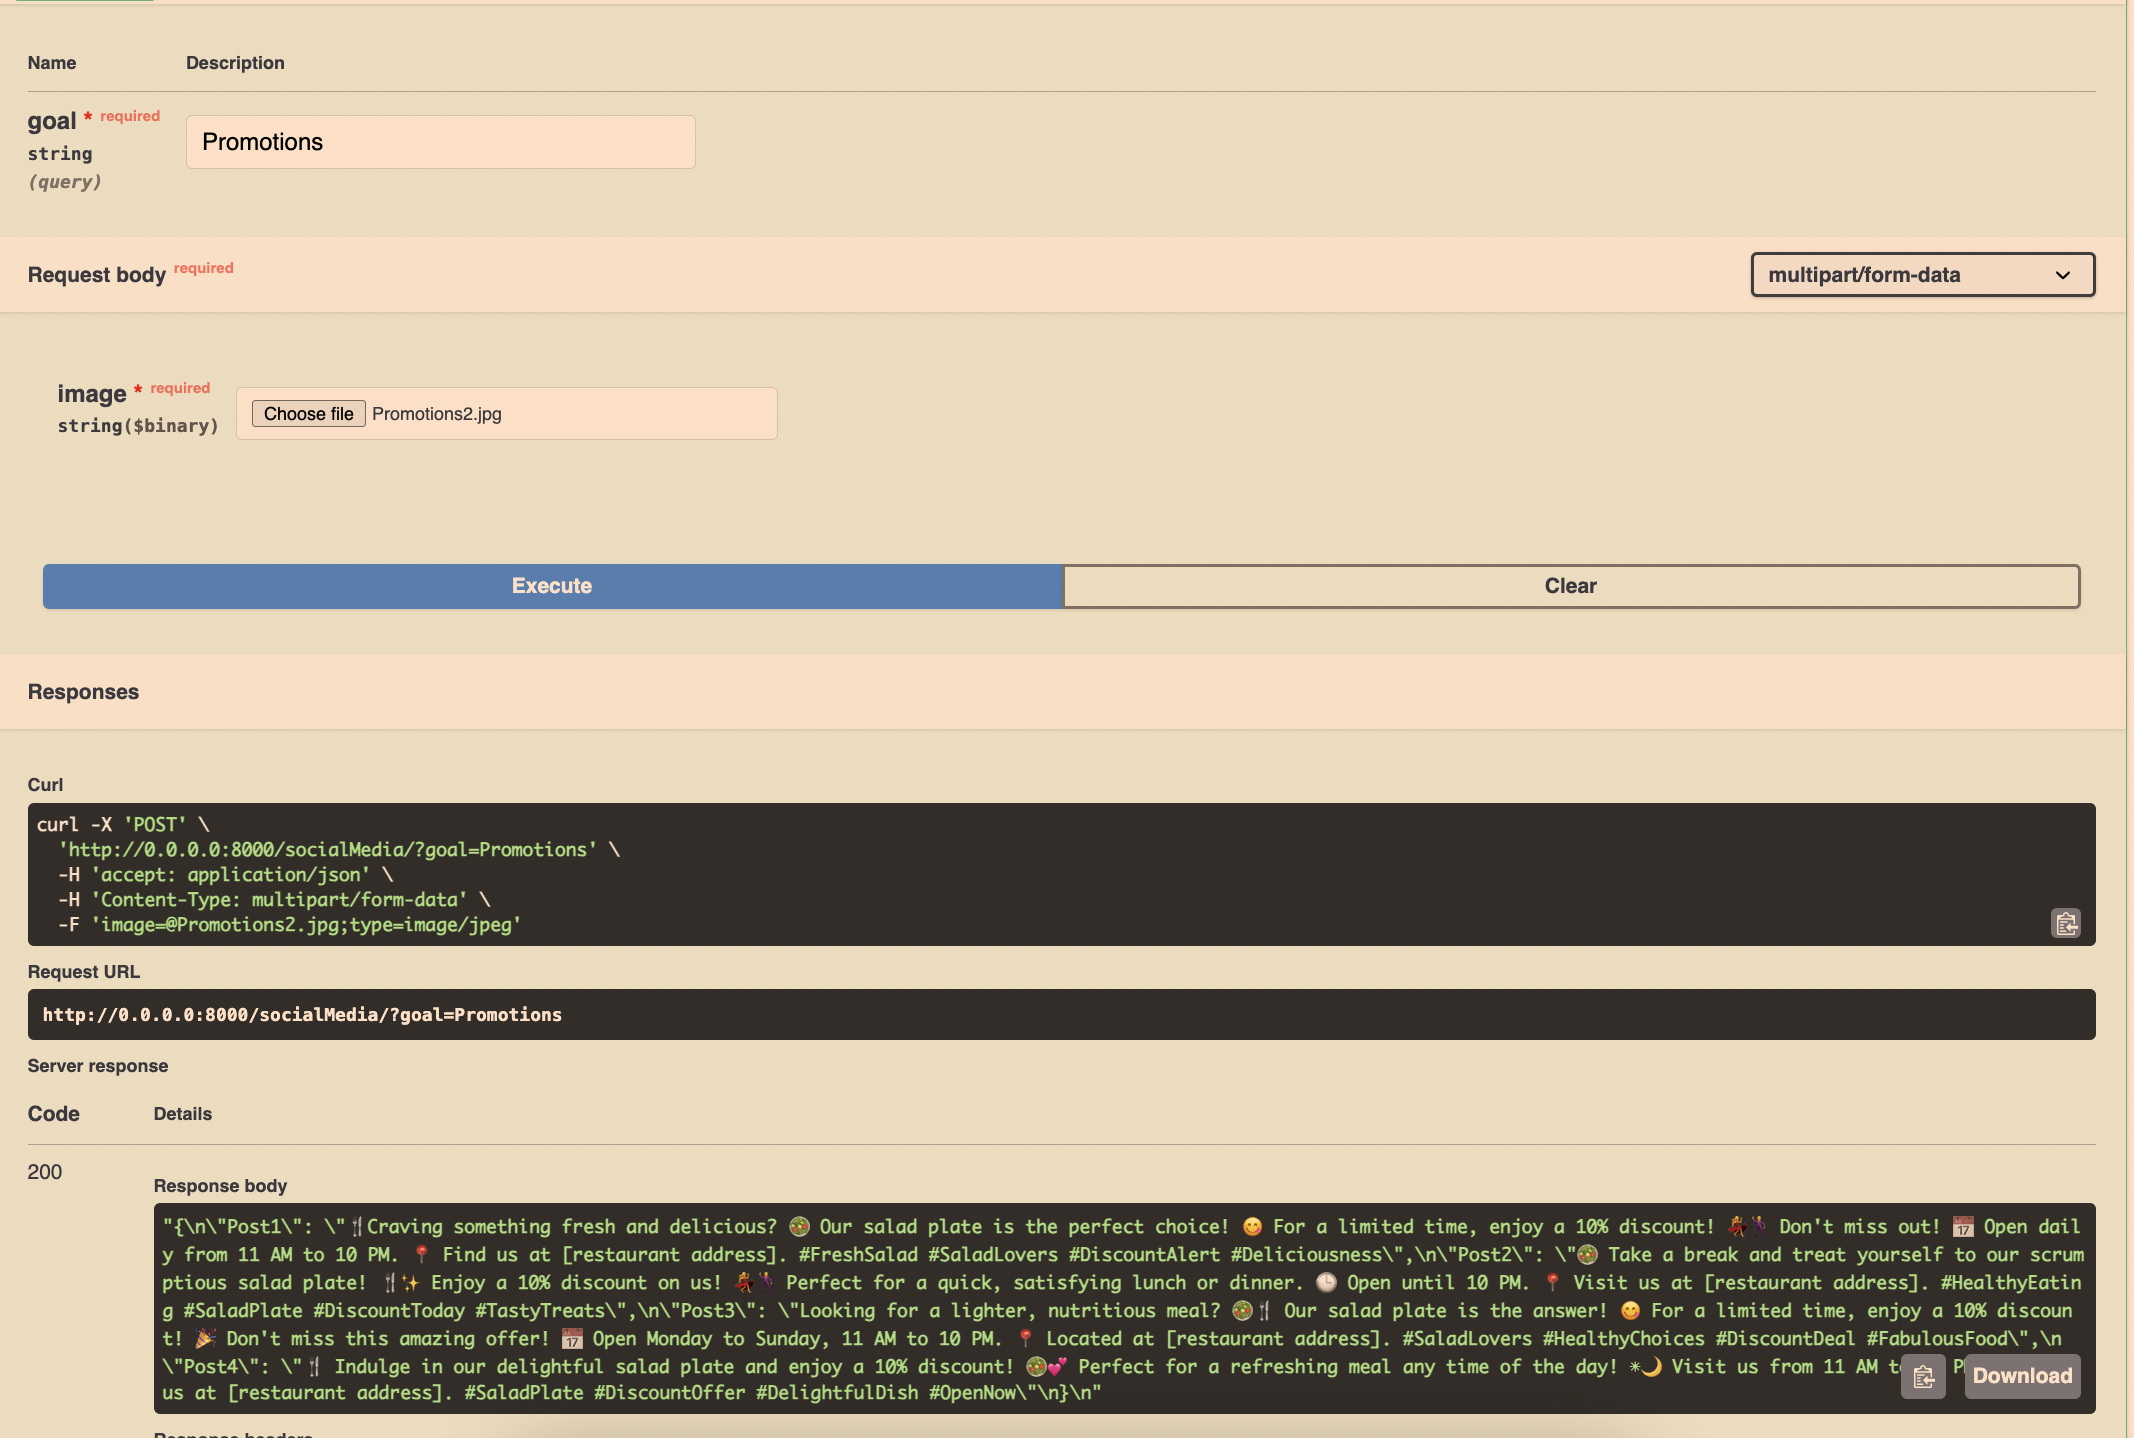 Name Description
goal * required
string
(query)
Promotions
Request body required
multipart/form-data
image * required
string($binary)
Choose file Promotions2.jpg
Execute
Clear
Responses
Curl
curl -X 'POST' \
'http://0.0.0.0:8000/socialMedia/?goal=Promotions' \
-H 'accept: application/json' \
-H 'Content-Type: multipart/form-data' \
-F 'image=@Promotions2.jpg;type=image/jpeg'
Request URL
http://0.0.0.0:8000/socialMedia/?goal=Promotions
Server response
Code Details
200
Response body
"{\n\"Post1\": \"🍴Craving something fresh and delicious? 🥗 Our salad plate is the perfect choice! 😋 For a limited time, enjoy a 10% discount! 💃🕺 Don't miss out! 📅 Open dail
y from 11 AM to 10 PM. 📍 Find us at [restaurant address]. #FreshSalad #SaladLovers #DiscountAlert #Deliciousness\",\n\"Post2\": \"🥗 Take a break and treat yourself to our scrum
ptious salad plate! 🍴✨ Enjoy a 10% discount on us! 💃🕺 Perfect for a quick, satisfying lunch or dinner. 🕒 Open until 10 PM. 📍 Visit us at [restaurant address]. #HealthyEatin
g #SaladPlate #DiscountToday #TastyTreats\",\n\"Post3\": \"Looking for a lighter, nutritious meal? 🥗🍴 Our salad plate is the answer! 😋 For a limited time, enjoy a 10% discoun
t! 🎉 Don't miss this amazing offer! 📅 Open Monday to Sunday, 11 AM to 10 PM. 📍 Located at [restaurant address]. #SaladLovers #HealthyChoices #DiscountDeal #FabulousFood\",\n
\"Post4\": \"🍴 Indulge in our delightful salad plate and enjoy a 10% discount! 🥗💕 Perfect for a refreshing meal any time of the day! ☀🌙 Visit us from 11 AM
us at [restaurant address]. #SaladPlate #DiscountOffer #DelightfulDish #OpenNow\"\n}\n"
Download